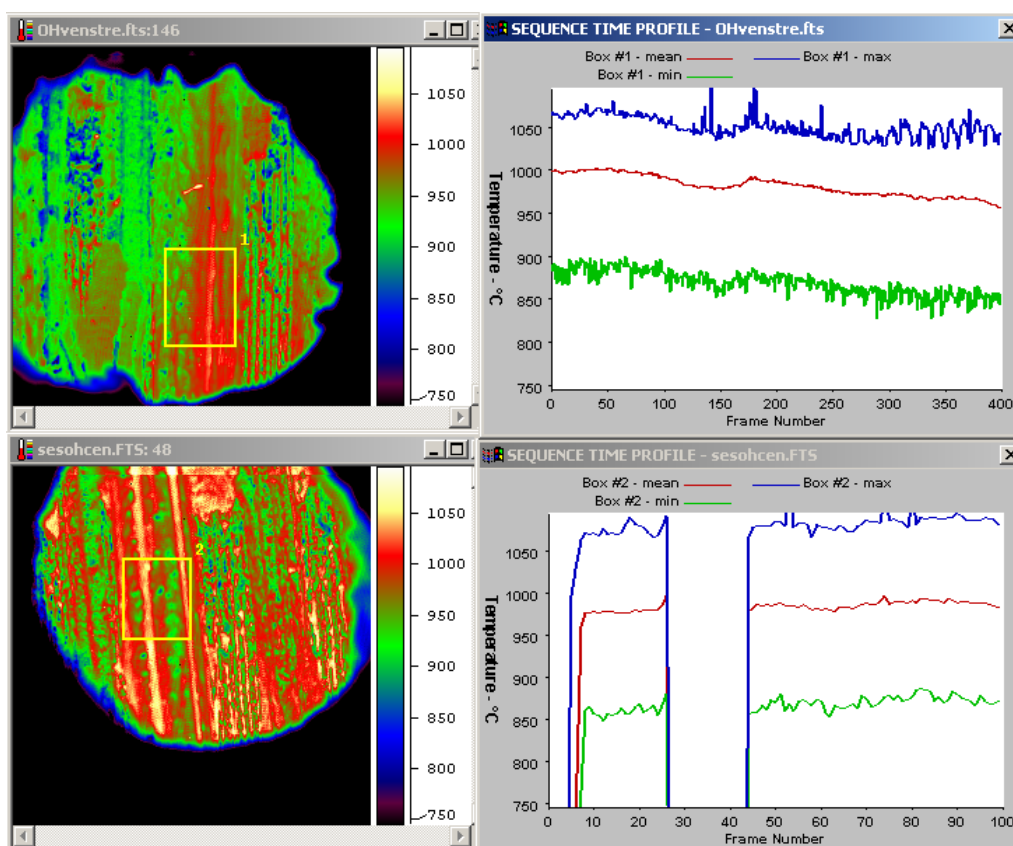 OHvenstre.fts:146
1050
1000
950
900
850
800
750
1
SEQUENCE TIME PROFILE - OHvenstre.fts
Box #1 - mean
Box #1 - max
Box #1 - min
Temperature - °C
1050
1000
950
900
850
800
750
0 50 100 150 200 250 300 350 400
Frame Number
sesohcen.FTS: 48
1050
1000
950
900
850
800
750
2
SEQUENCE TIME PROFILE - sesohcen.FTS
Box #2 - mean
Box #2 - max
Box #2 - min
Temperature - °C
1050
1000
950
900
850
800
750
0 10 20 30 40 50 60 70 80 90 100
Frame Number